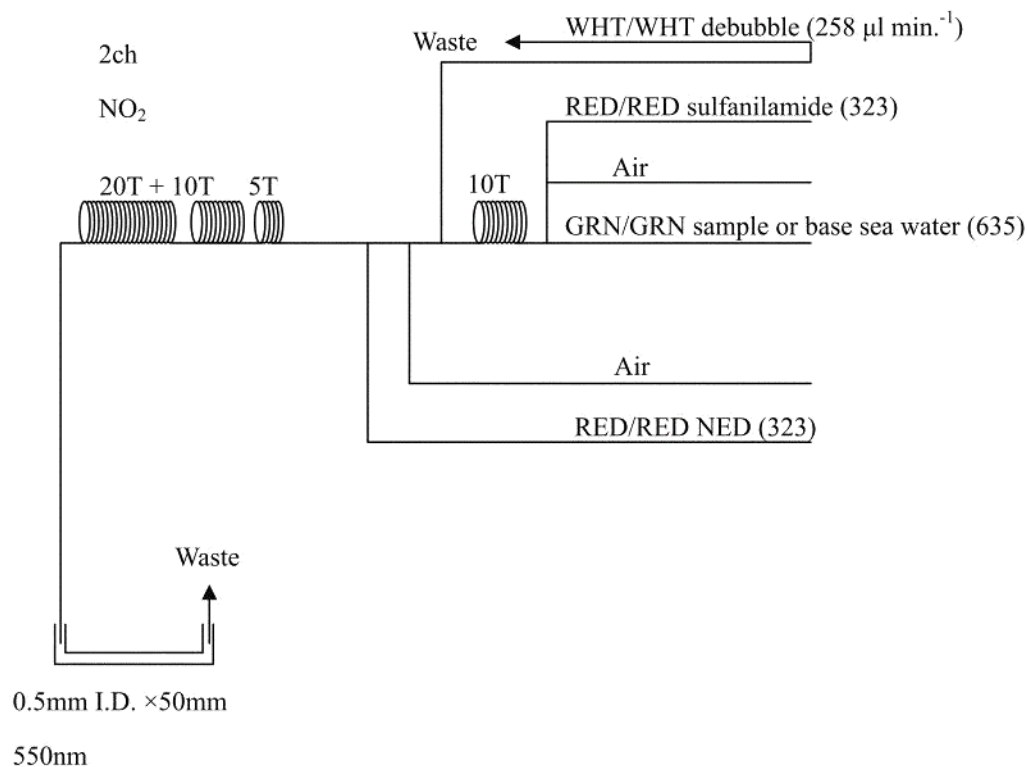 2ch
NO₂
Waste
WHT/WHT debubble (258 μl min.⁻¹)
RED/RED sulfanilamide (323)
20T + 10T
5T
10T
Air
GRN/GRN sample or base sea water (635)
Air
RED/RED NED (323)
Waste
0.5mm I.D. ×50mm
550nm